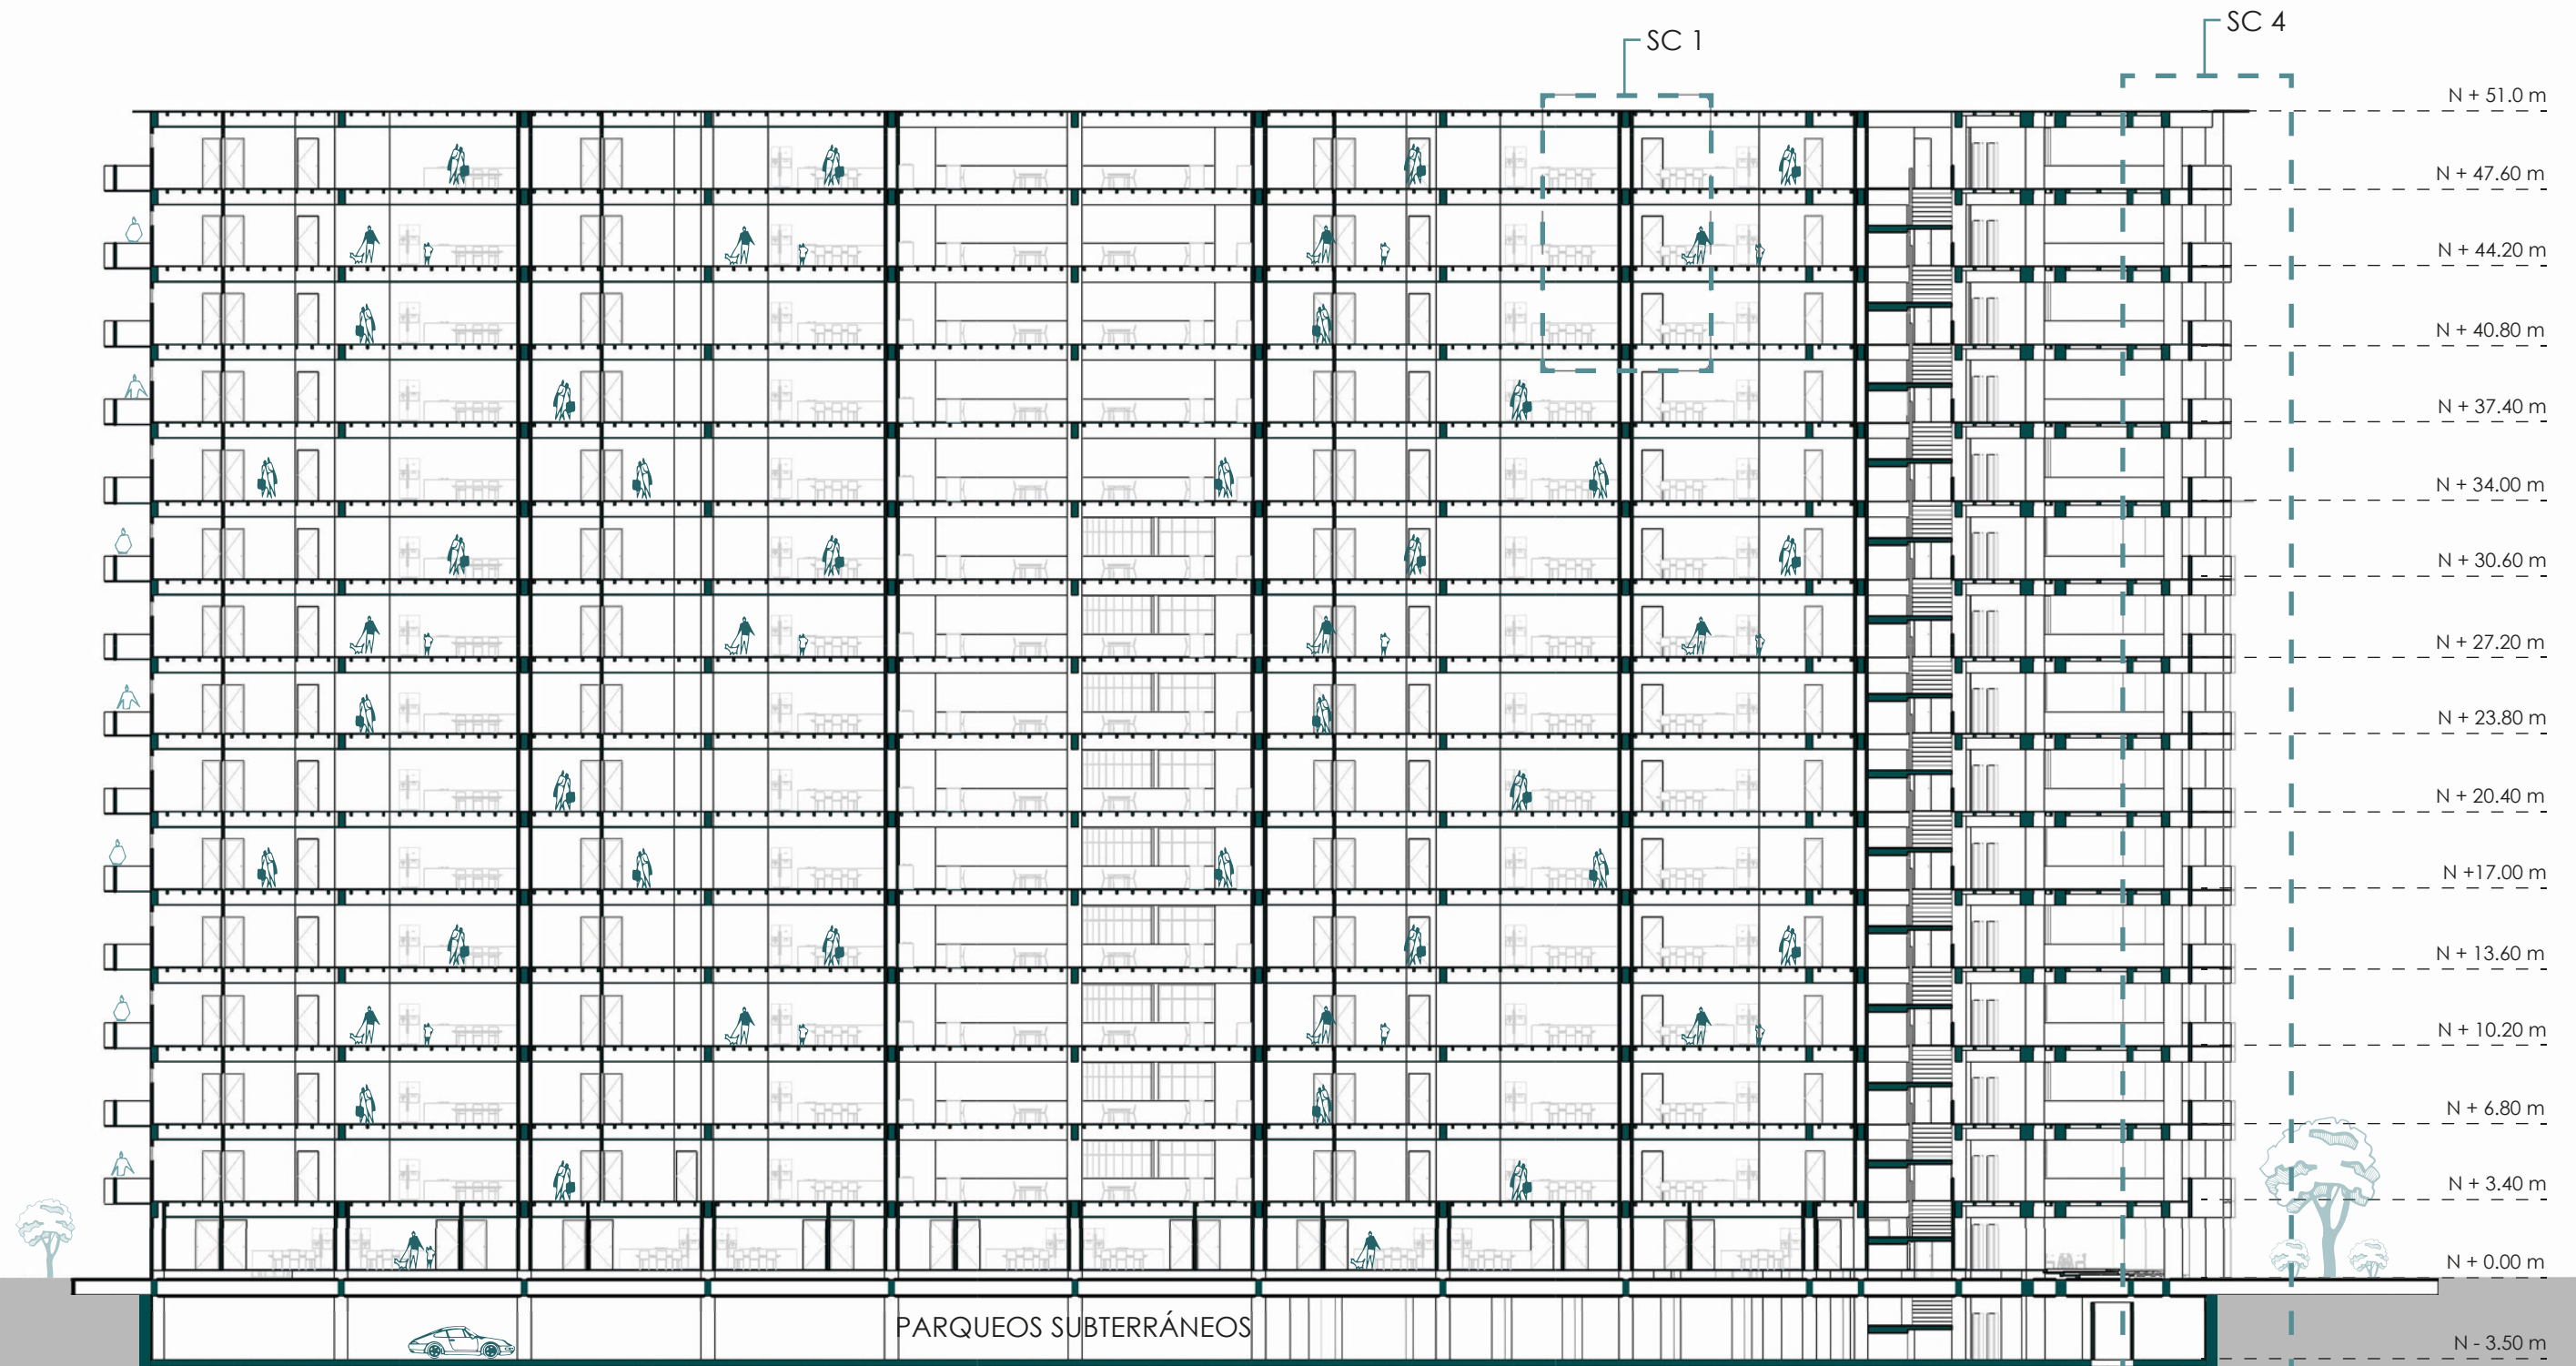 SC 4
SC 1
N + 51.0 m
N + 47.60 m
N + 44.20 m
N + 40.80 m
N + 37.40 m
N + 34.00 m
N + 30.60 m
N + 27.20 m
N + 23.80 m
N + 20.40 m
N +17.00 m
N + 13.60 m
N + 10.20 m
N + 6.80 m
N + 3.40 m
N + 0.00 m
PARQUEOS SUBTERRÁNEOS
N - 3.50 m